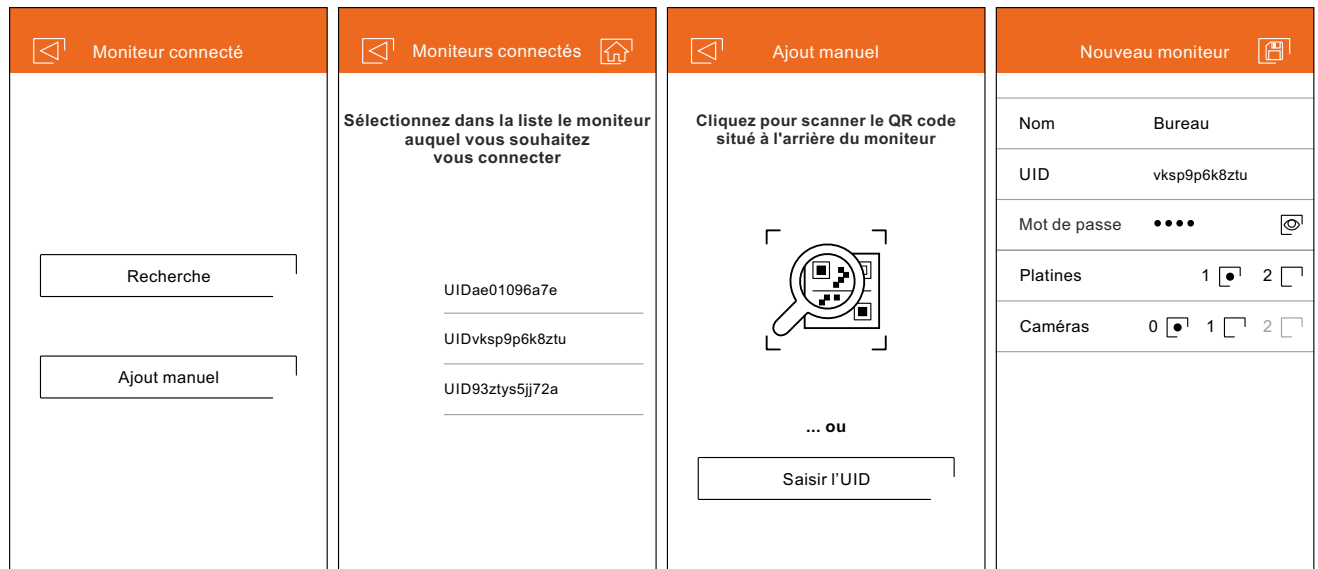 Moniteur connecté
Recherche
Ajout manuel
Moniteurs connectés
Sélectionnez dans la liste le moniteur
auquel vous souhaitez
vous connecter
UIDae01096a7e
UIDvksp9p6k8ztu
UID93ztys5jj72a
Ajout manuel
Cliquez pour scanner le QR code
situé à l'arrière du moniteur
... ou
Saisir l’UID
Nouveau moniteur
Nom Bureau
UID vksp9p6k8ztu
Mot de passe ••••
Platines 1 2
Caméras 0 1 2